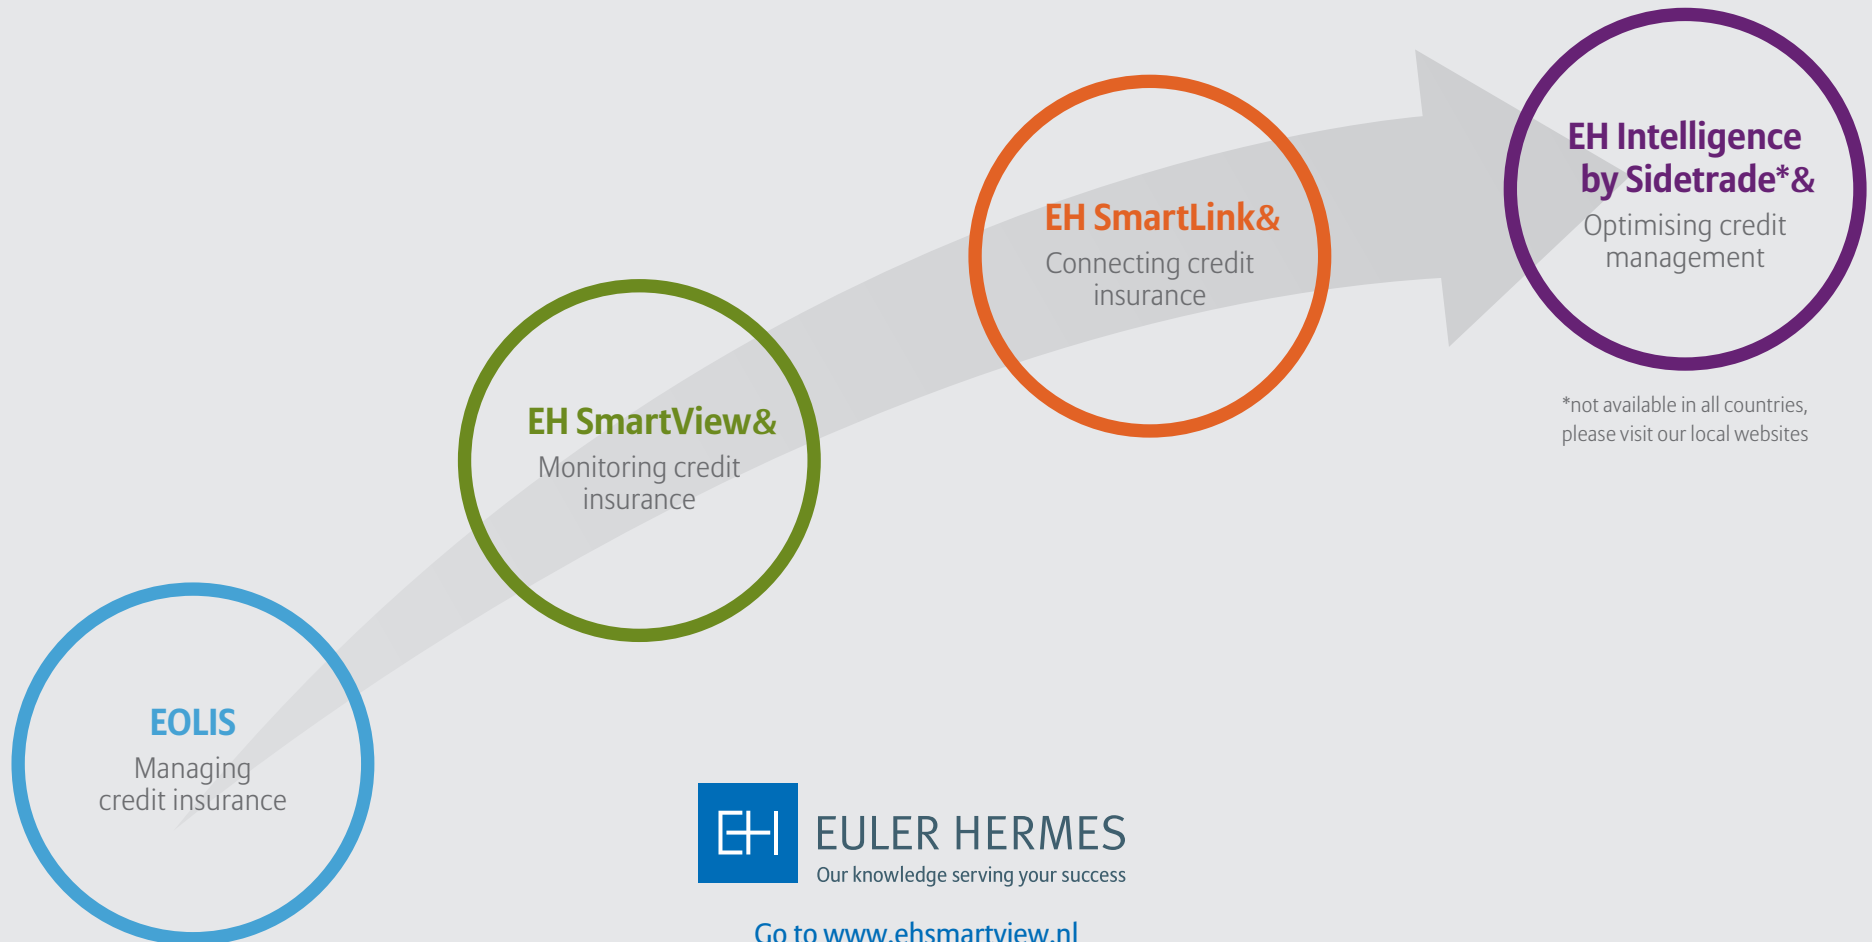 EH Intelligence
by Sidetrade*&
Optimising credit
management
*not available in all countries,
please visit our local websites
EH SmartLink&
Connecting credit
insurance
EH SmartView&
Monitoring credit
insurance
EOLIS
Managing
credit insurance
EH
EULER HERMES
Our knowledge serving your success
Go to www.ehsmartview.nl